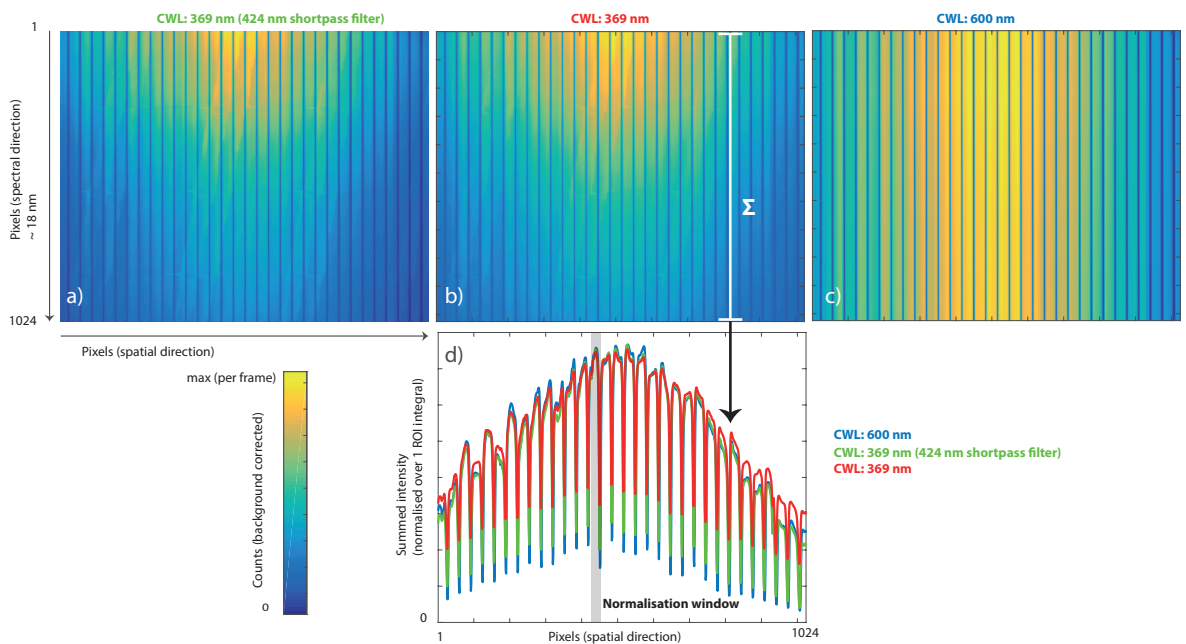 CWL: 369 nm (424 nm shortpass filter)
CWL: 369 nm
CWL: 600 nm
1
Pixels (spectral direction)
~ 18 nm
1024
a)
b)
Σ
c)
Pixels (spatial direction)
max (per frame)
Counts (background corrected)
0
d)
Summed intensity
(normalised over 1 ROI integral)
0
Normalisation window
1
Pixels (spatial direction)
1024
CWL: 600 nm
CWL: 369 nm (424 nm shortpass filter)
CWL: 369 nm